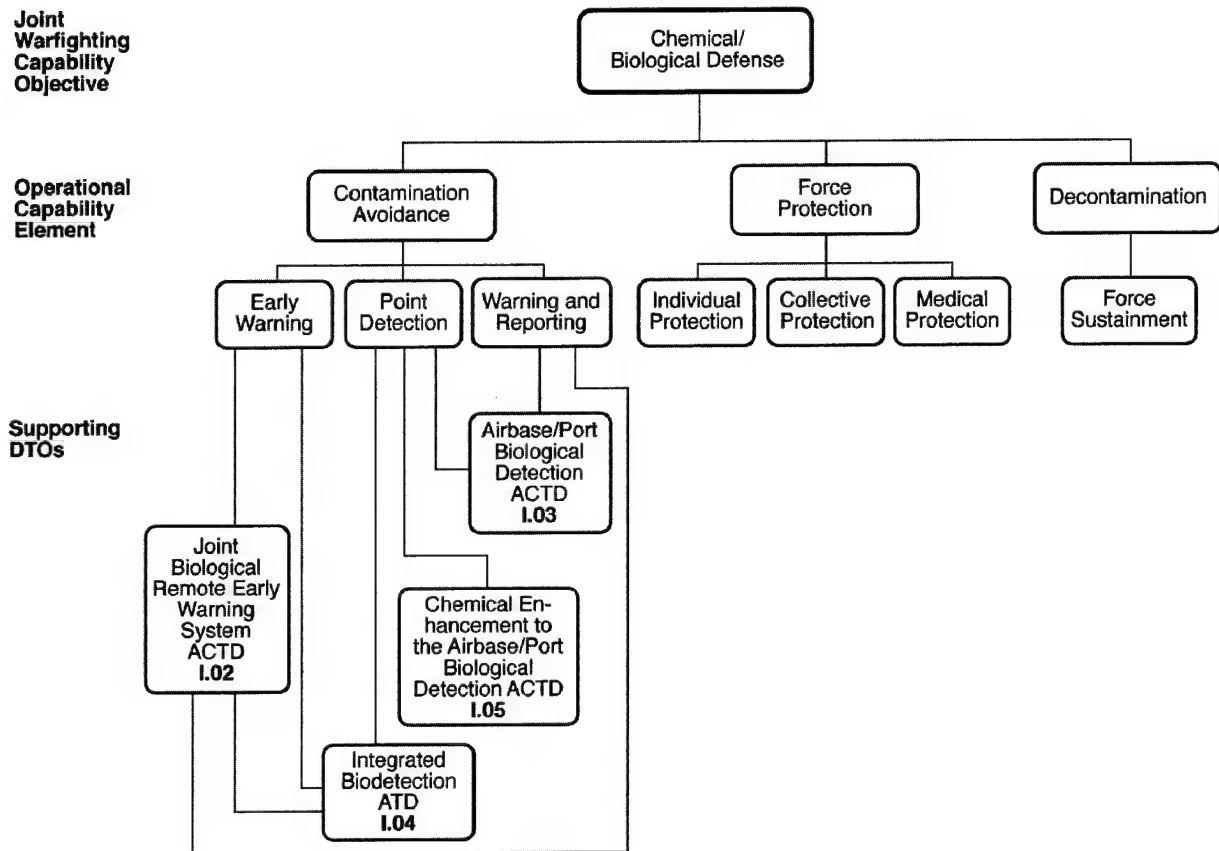 Joint
Warfighting
Capability
Objective
Chemical/
Biological Defense
Operational
Capability
Element
Contamination
Avoidance
Force
Protection
Decontamination
Early
Warning
Point
Detection
Warning and
Reporting
Individual
Protection
Collective
Protection
Medical
Protection
Force
Sustainment
Supporting
DTOs
Airbase/Port
Biological
Detection
ACTD
I.03
Joint
Biological
Remote Early
Warning
System
ACTD
I.02
Chemical En-
hancement to
the Airbase/Port
Biological
Detection ACTD
I.05
Integrated
Biodetection
ATD
I.04